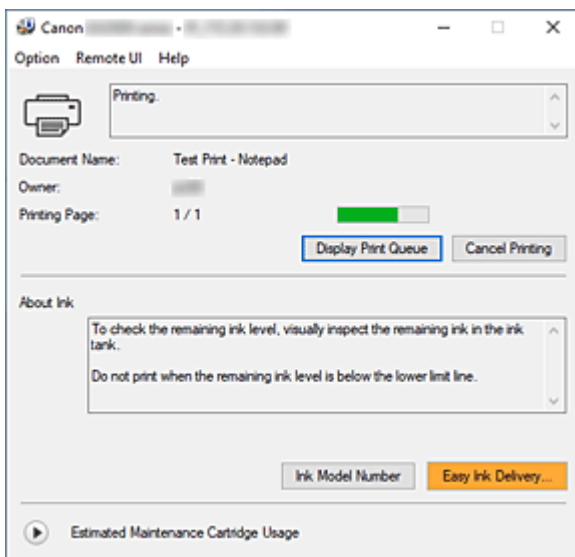 Canon -
Option Remote UI Help
Printing.
Document Name: Test Print - Notepad
Owner:
Printing Page: 1 / 1
Display Print Queue Cancel Printing
About Ink
To check the remaining ink level, visually inspect the remaining ink in the ink
tank.
Do not print when the remaining ink level is below the lower limit line.
Ink Model Number Easy Ink Delivery...
Estimated Maintenance Cartridge Usage